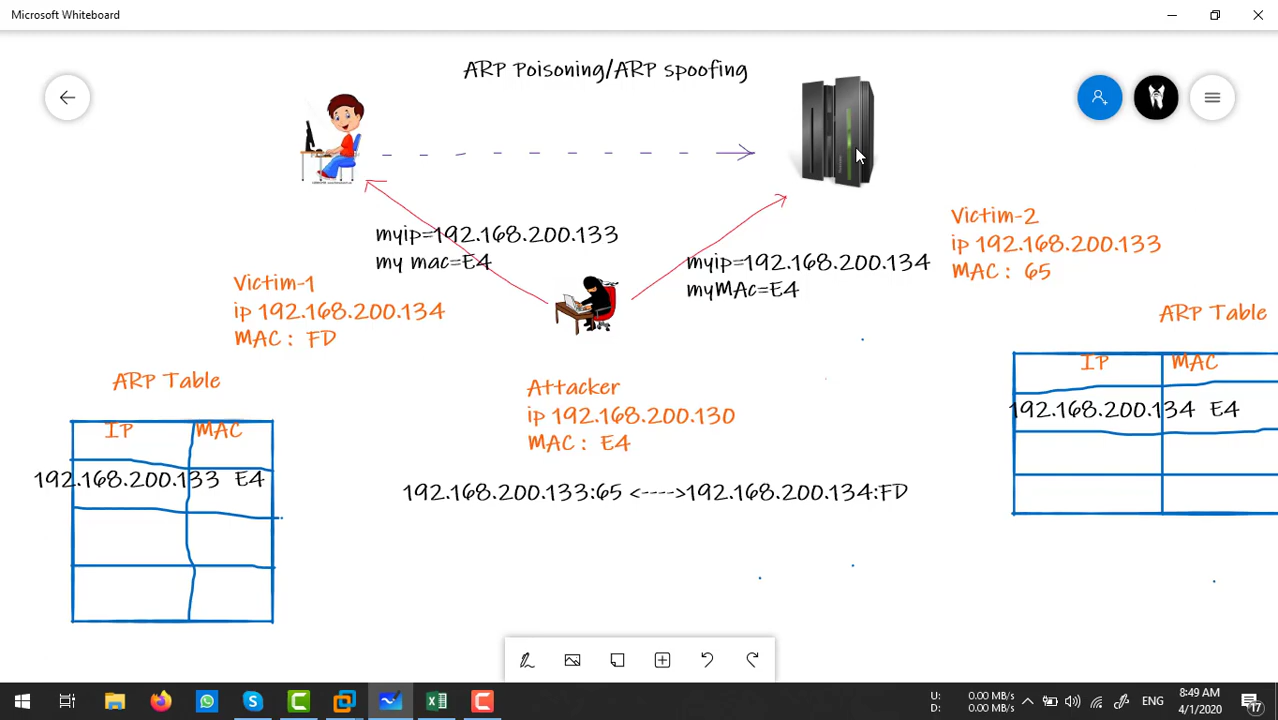 Microsoft Whiteboard
ARP Poisoning/ARP spoofing
myip=192.168.200.133
my mac=E4
myip=192.168.200.134
myMAc=E4
Victim-2
ip 192.168.200.133
MAC : 65
Victim-1
ip 192.168.200.134
MAC : FD
ARP Table
IP MAC
192.168.200.134 E4
ARP Table
IP MAC
192.168.200.133 E4
Attacker
ip 192.168.200.130
MAC : E4
192.168.200.133:65 <---->192.168.200.134:FD
U: 0.00 MB/s
D: 0.00 MB/s
ENG
8:49 AM
4/1/2020
17